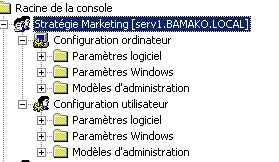 Racine de la console
Stratégie Marketing [serv1.BAMAKO.LOCAL]
Configuration ordinateur
Paramètres logiciel
Paramètres Windows
Modèles d'administration
Configuration utilisateur
Paramètres logiciel
Paramètres Windows
Modèles d'administration